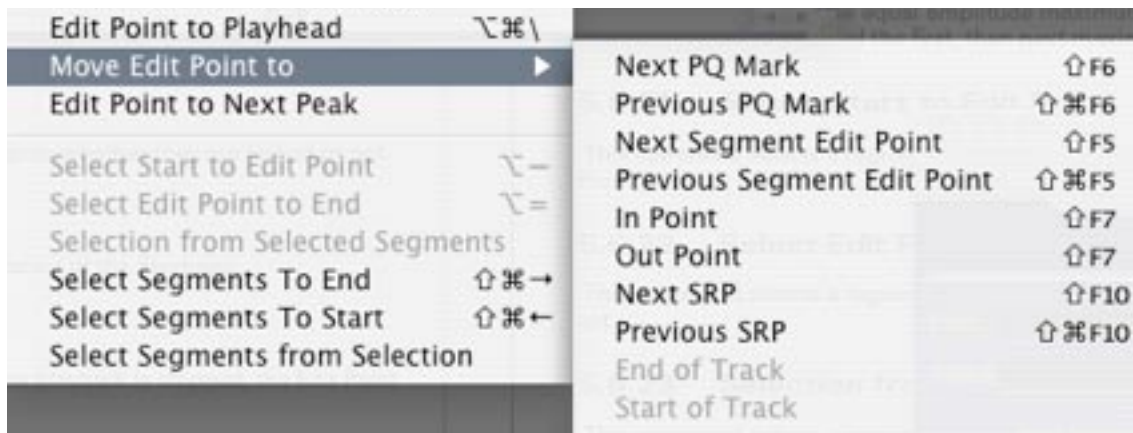 Edit Point to Playhead ⌥⌘\
Move Edit Point to ▶
Edit Point to Next Peak
Select Start to Edit Point ⌥—
Select Edit Point to End ⌥=
Selection from Selected Segments
Select Segments To End ⇧⌘→
Select Segments To Start ⇧⌘←
Select Segments from Selection
Next PQ Mark ⇧F6
Previous PQ Mark ⇧⌘F6
Next Segment Edit Point ⇧F5
Previous Segment Edit Point ⇧⌘F5
In Point ⇧F7
Out Point ⇧F7
Next SRP ⇧F10
Previous SRP ⇧⌘F10
End of Track
Start of Track